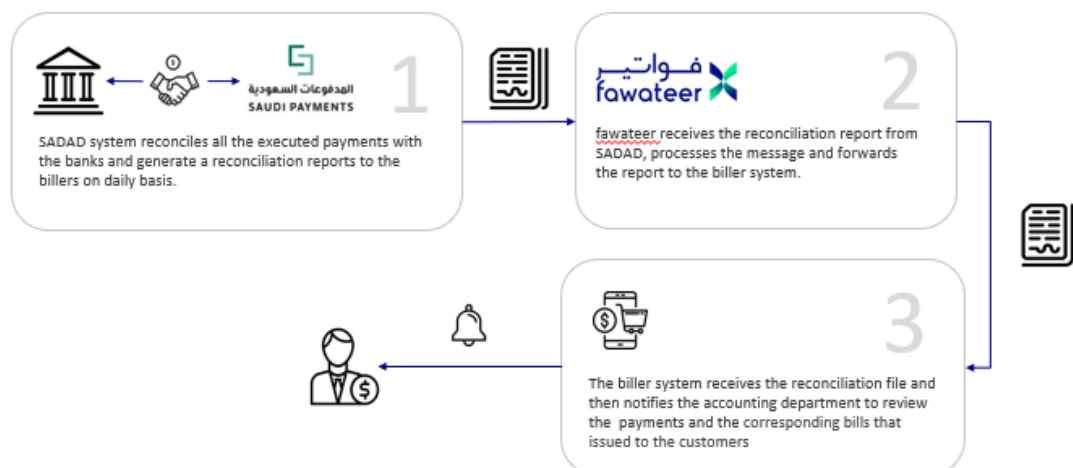 1
المدفوعات السعودية
SAUDI PAYMENTS
SADAD system reconciles all the executed payments with
the banks and generate a reconciliation reports to the
billers on daily basis.
2
فواتير
fawateer
fawateer receives the reconciliation report from
SADAD, processes the message and forwards
the report to the biller system.
3
The biller system receives the reconciliation file and
then notifies the accounting department to review
the payments and the corresponding bills that
issued to the customers